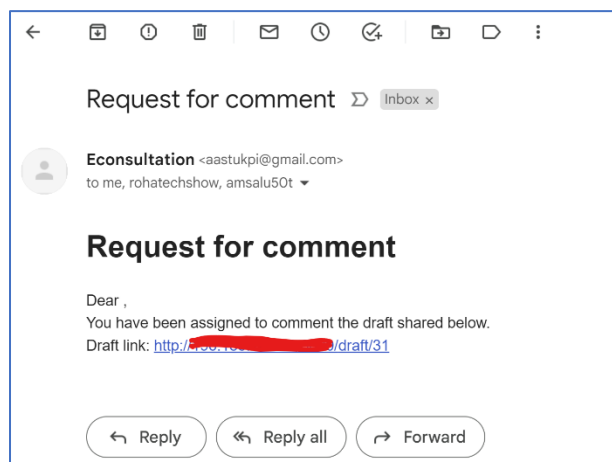 Request for comment Inbox ×
Econsultation <aastukpi@gmail.com>
to me, rohatechshow, amsalu50t
Request for comment
Dear ,
You have been assigned to comment the draft shared below.
Draft link: http:/ /draft/31
Reply Reply all Forward